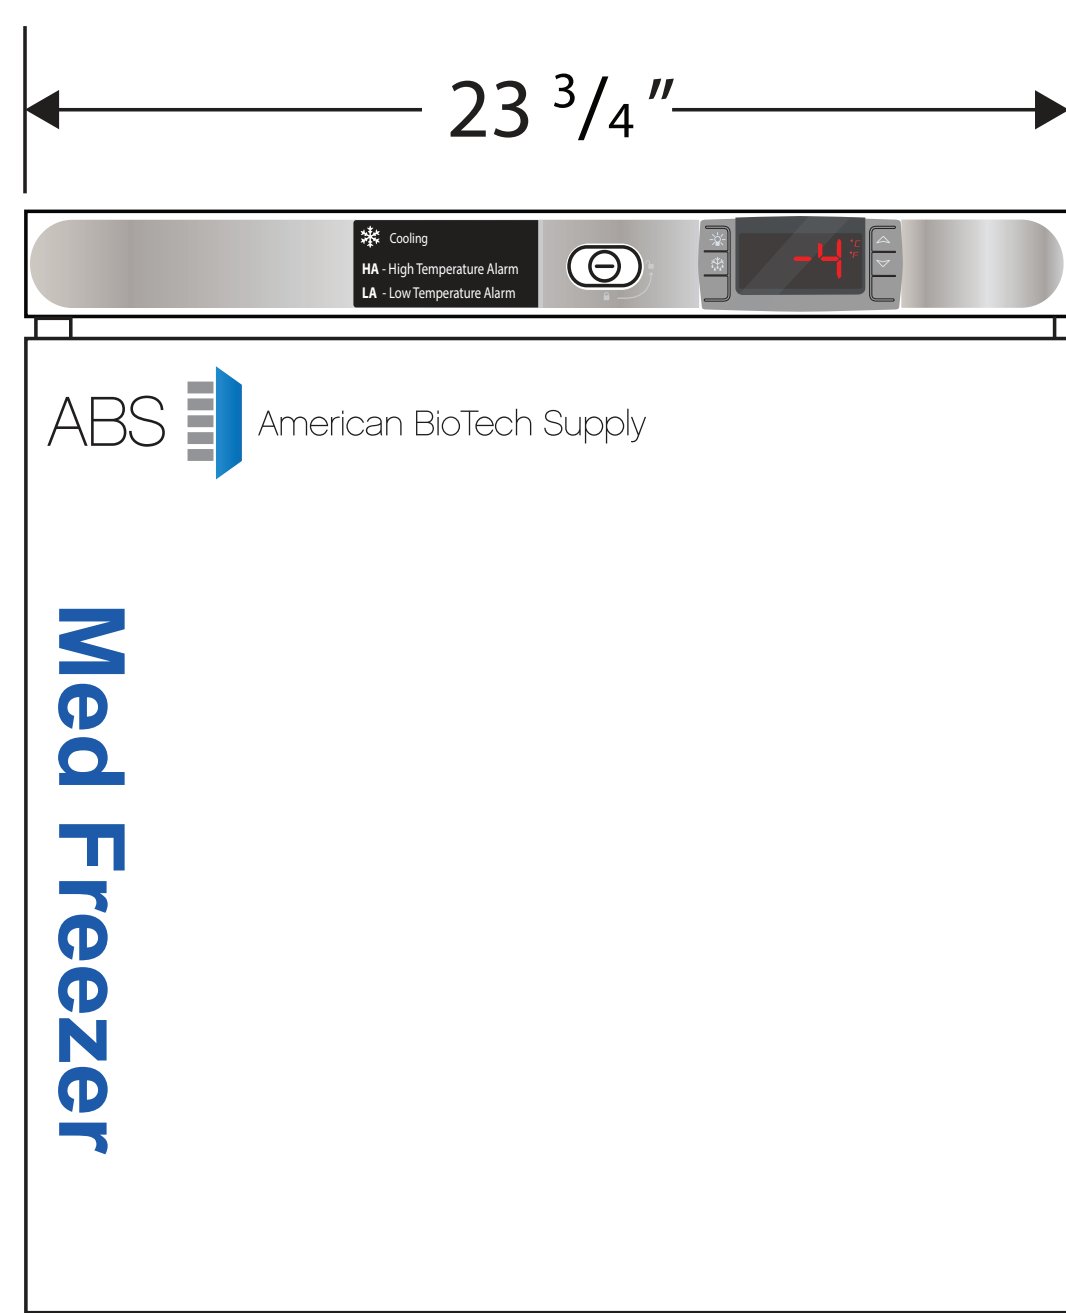 23 3/4"
Cooling
HA - High Temperature Alarm
LA - Low Temperature Alarm
-4 °C
°F
ABS American BioTech Supply
Med Freezer